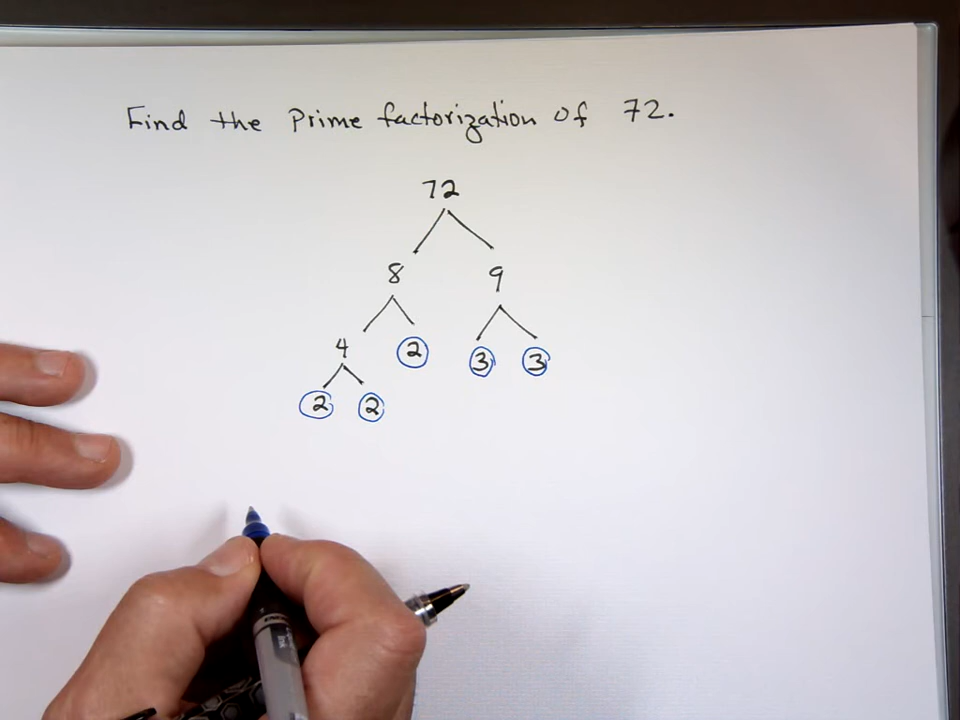 Find the Prime factorization of 72.
72
8 9
4 2 3 3
2 2